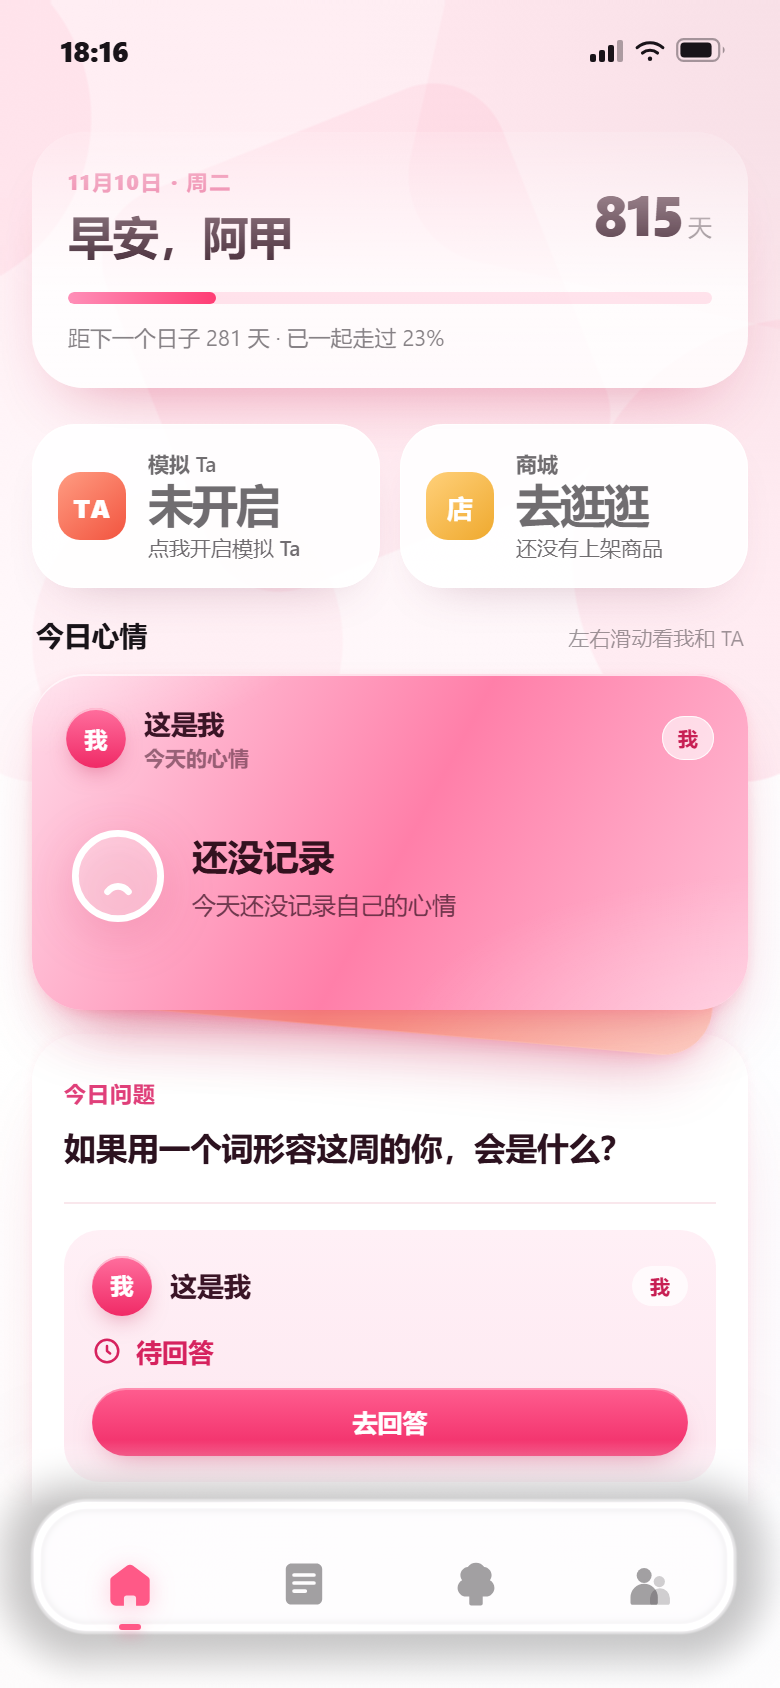 18:16
11月10日 · 周二
早安，阿甲
815 天
距下一个日子 281 天 · 已一起走过 23%
TA
模拟 Ta
未开启
点我开启模拟 Ta
店
商城
去逛逛
还没有上架商品
今日心情
左右滑动看我和 TA
我
这是我
今天的心情
我
还没记录
今天还没记录自己的心情
今日问题
如果用一个词形容这周的你，会是什么？
我
这是我
我
待回答
去回答